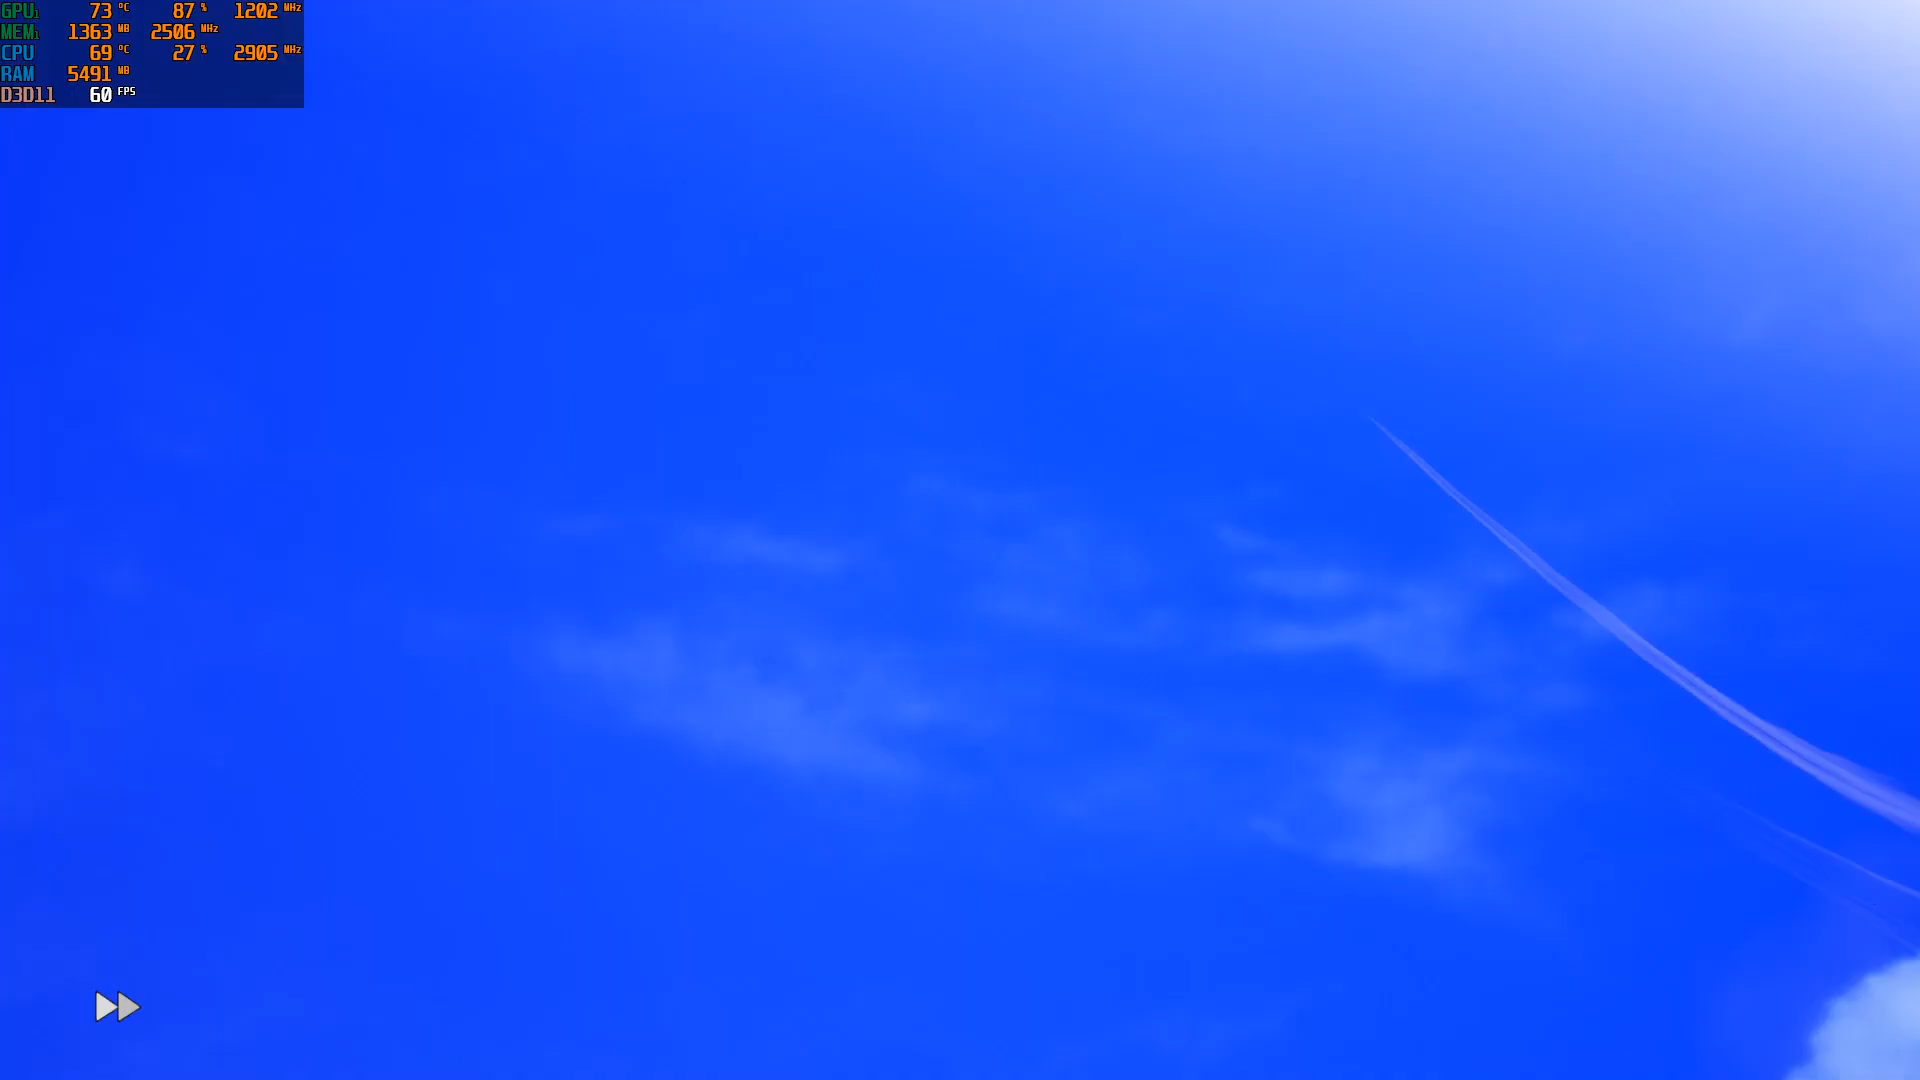 GPU1 73 °C 87 % 1202 MHz
MEM1 1363 MB 2506 MHz
CPU 69 °C 27 % 2905 MHz
RAM 5491 MB
D3D11 60 FPS